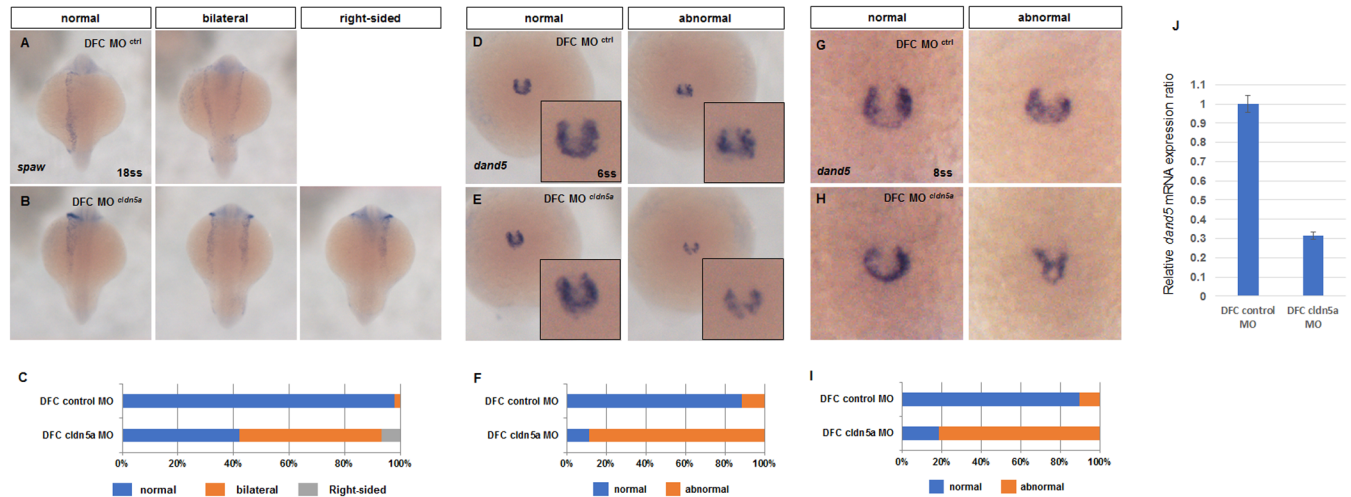 normal bilateral right-sided
A DFC MO ctrl
spaw 18ss
B DFC MO cldn5a
C
DFC control MO
DFC cldn5a MO
0% 20% 40% 60% 80% 100%
normal bilateral Right-sided
normal abnormal
D DFC MO ctrl
dand5 6ss
E DFC MO cldn5a
F
DFC control MO
DFC cldn5a MO
0% 20% 40% 60% 80% 100%
normal abnormal
normal abnormal
G DFC MO ctrl
dand5 8ss
H DFC MO cldn5a
I
DFC control MO
DFC cldn5a MO
0% 20% 40% 60% 80% 100%
normal abnormal
J
Relative dand5 mRNA expression ratio
1.1
1
0.9
0.8
0.7
0.6
0.5
0.4
0.3
0.2
0.1
0
DFC control DFC cldn5a
MO MO